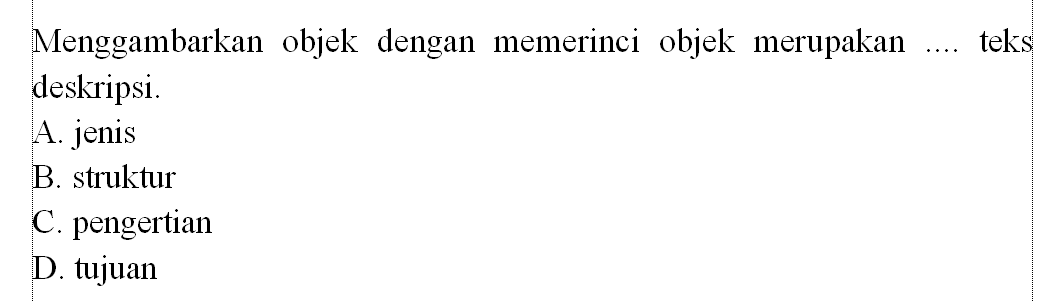 Menggambarkan objek dengan memerinci objek merupakan .... teks
deskripsi.
A. jenis
B. struktur
C. pengertian
D. tujuan